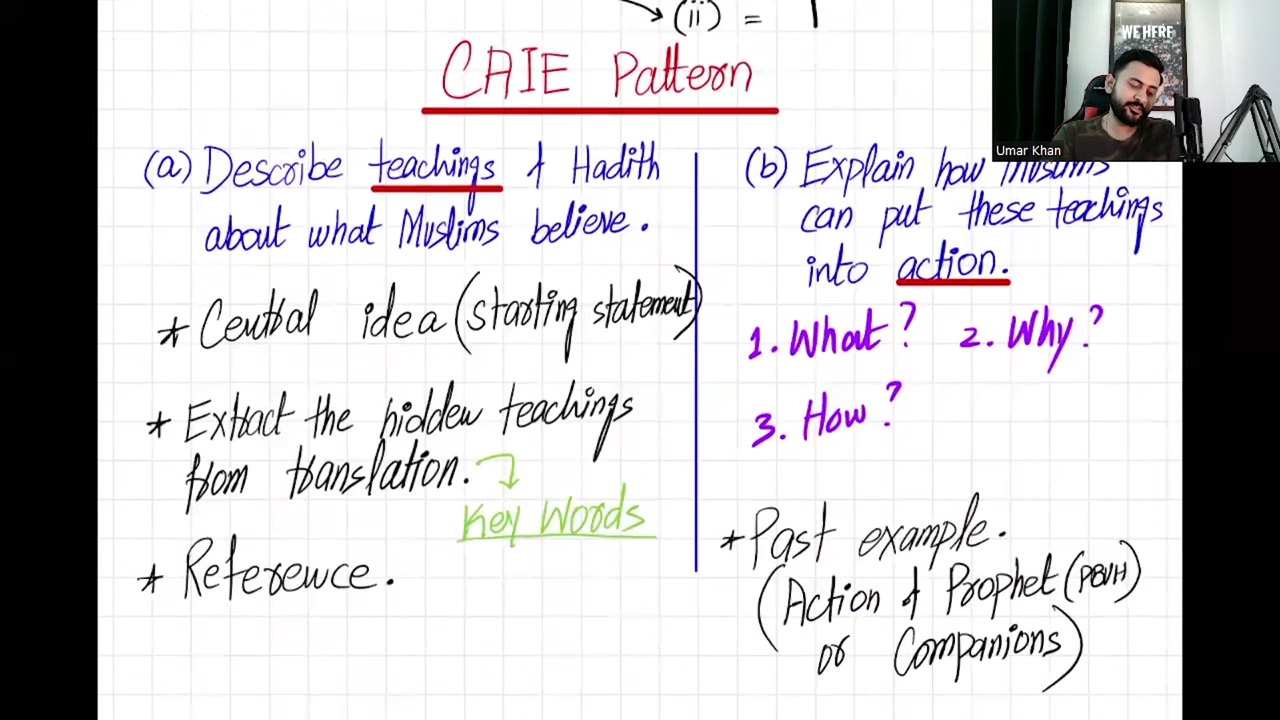 (ii) =
CAIE Pattern
(a) Describe teachings of Hadith
about what Muslims believe.
* Central idea (starting statement)
* Extract the hidden teachings
from translation.
Key Words
* Reference.
(b) Explain how Muslims
can put these teachings
into action.
1. What? 2. Why?
3. How?
* Past example.
(Action of Prophet (PBUH)
or Companions)
WE HERE
Umar Khan